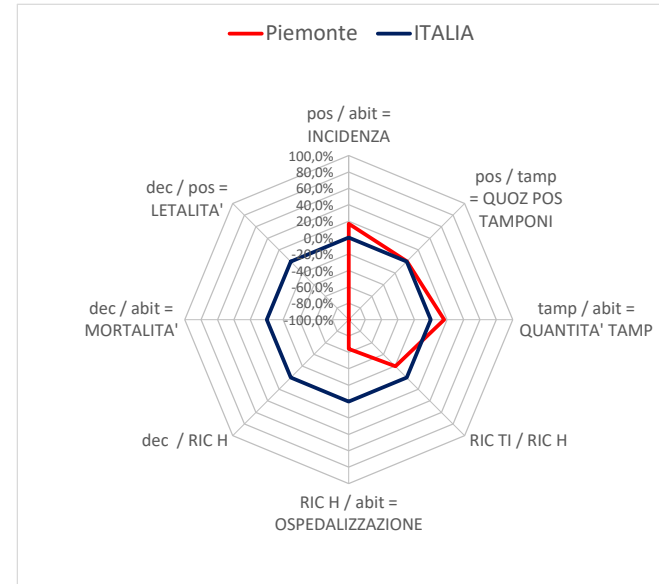 Piemonte ITALIA
pos / abit =
INCIDENZA
pos / tamp
= QUOZ POS
TAMPONI
tamp / abit =
QUANTITA' TAMP
RIC TI / RIC H
RIC H / abit =
OSPEDALIZZAZIONE
dec / RIC H
dec / abit =
MORTALITA'
dec / pos =
LETALITA'
100,0%
80,0%
60,0%
40,0%
20,0%
0,0%
-20,0%
-40,0%
-60,0%
-80,0%
-100,0%